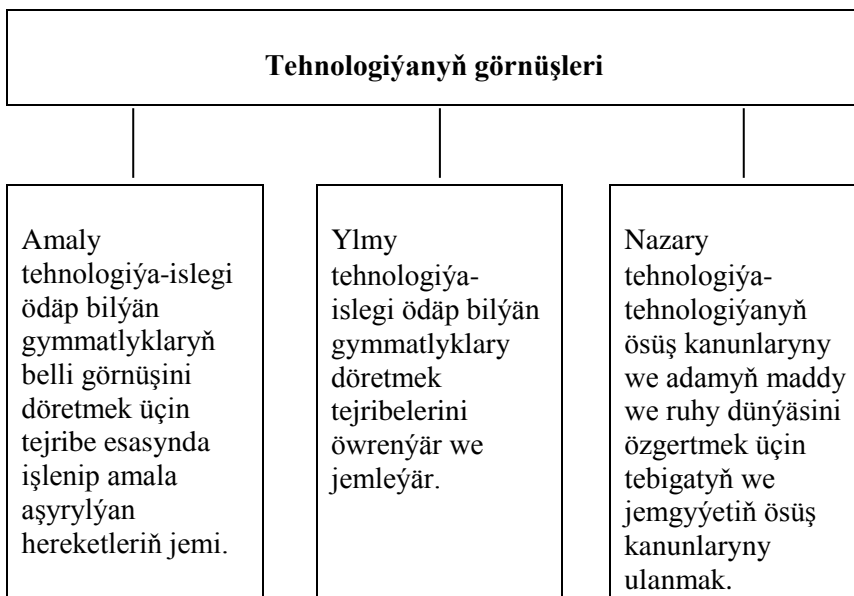 Tehnologiýanyň görnüşleri
Amaly
tehnologiýa-islegi
ödäp bilýän
gymmatlyklaryň
belli görnüşini
döretmek üçin
tejribe esasynda
işlenip amala
aşyrylýan
hereketleriň jemi.
Ylmy
tehnologiýa-
islegi ödäp bilýän
gymmatlyklary
döretmek
tejribelerini
öwrenýär we
jemleýär.
Nazary
tehnologiýa-
tehnologiýanyň
ösüş kanunlaryny
we adamyň maddy
we ruhy dünýäsini
özgertmek üçin
tebigatyň we
jemgyýetiň ösüş
kanunlaryny
ulanmak.